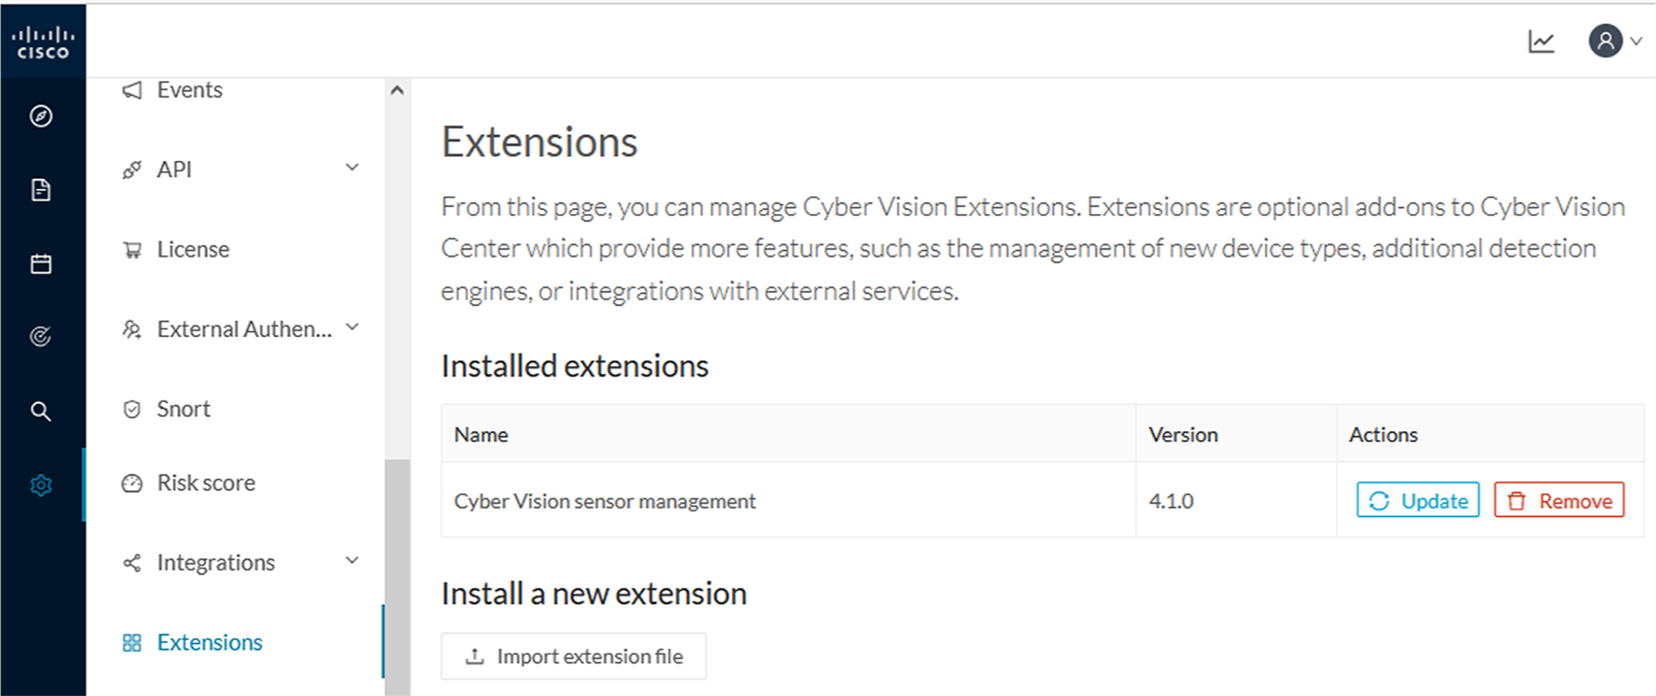 CISCO
Events
API
License
External Authen...
Snort
Risk score
Integrations
Extensions
Extensions
From this page, you can manage Cyber Vision Extensions. Extensions are optional add-ons to Cyber Vision
Center which provide more features, such as the management of new device types, additional detection
engines, or integrations with external services.
Installed extensions
Name Version Actions
Cyber Vision sensor management 4.1.0 Update Remove
Install a new extension
Import extension file